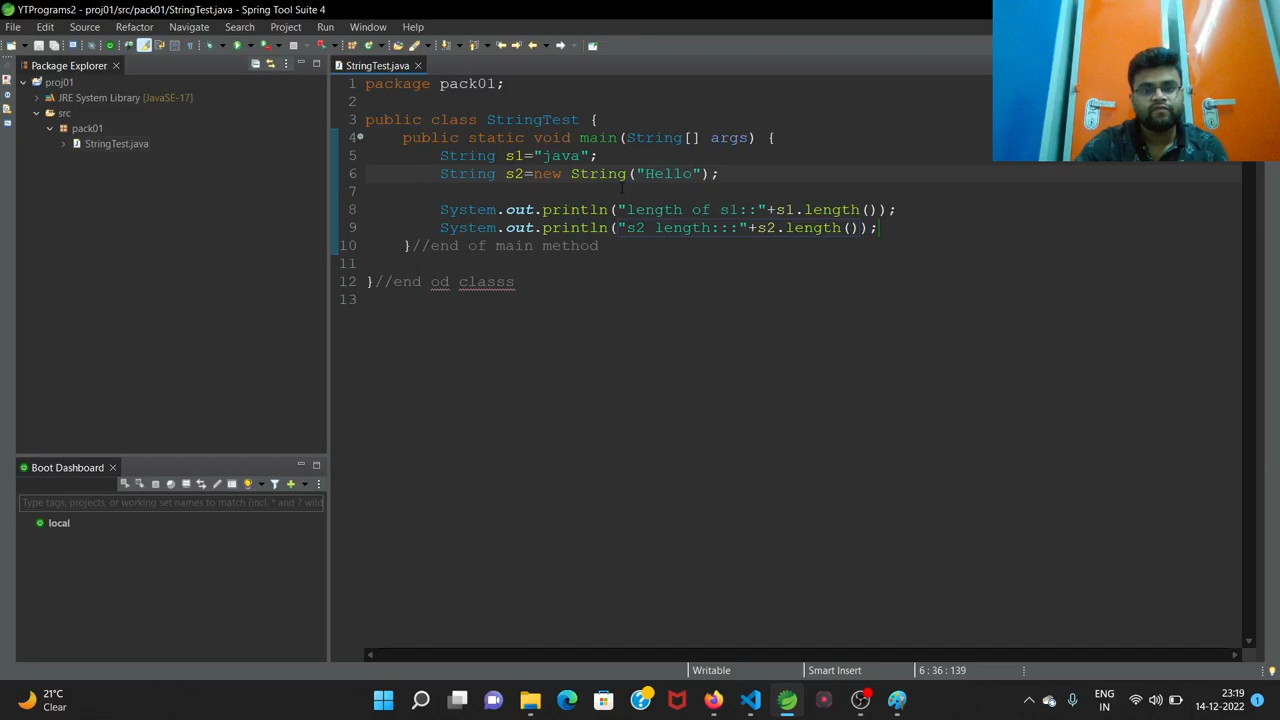 YTPrograms2 - proj01/src/pack01/StringTest.java - Spring Tool Suite 4
File Edit Source Refactor Navigate Search Project Run Window Help
Package Explorer
proj01
JRE System Library [JavaSE-17]
src
pack01
StringTest.java
StringTest.java
1 package pack01;
2
3 public class StringTest {
4 public static void main(String[] args) {
5 String s1="java";
6 String s2=new String("Hello");
7
8 System.out.println("length of s1::"+s1.length());
9 System.out.println("s2 length:::"+s2.length());
10 }//end of main method
11
12 }//end od classs
13
Boot Dashboard
Type tags, projects, or working set names to match (incl. * and ? wild
local
Writable Smart Insert 6 : 36 : 139
21°C
Clear
ENG
IN
23:19
14-12-2022
1